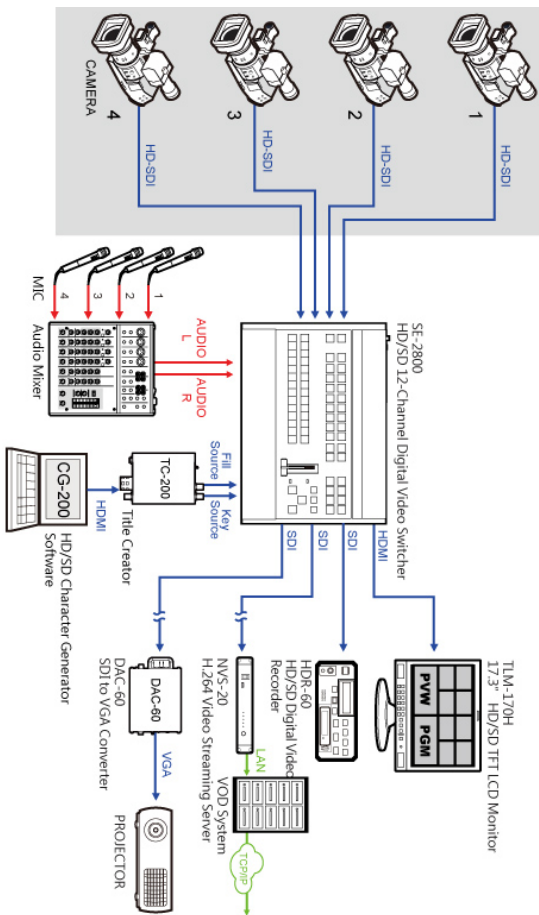 CAMERA
1
2
3
4
HD-SDI
HD-SDI
HD-SDI
HD-SDI
SE-2800
HD/SD 12-Channel Digital Video Switcher
MIC
1
2
3
4
Audio Mixer
AUDIO
L
AUDIO
R
Fill
Source
Key
Source
TC-200
Title Creator
HDMI
CG-200
HD/SD Character Generator
Software
HDMI
SDI
SDI
SDI
TLM-170H
17.3" HD/SD TFT LCD Monitor
PVW
PGM
HDR-60
HD/SD Digital Video
Recorder
NVS-20
H.264 Video Streaming Server
LAN
VOD System
TCP/IP
DAC-60
DAC-60
SDI to VGA Converter
VGA
PROJECTOR